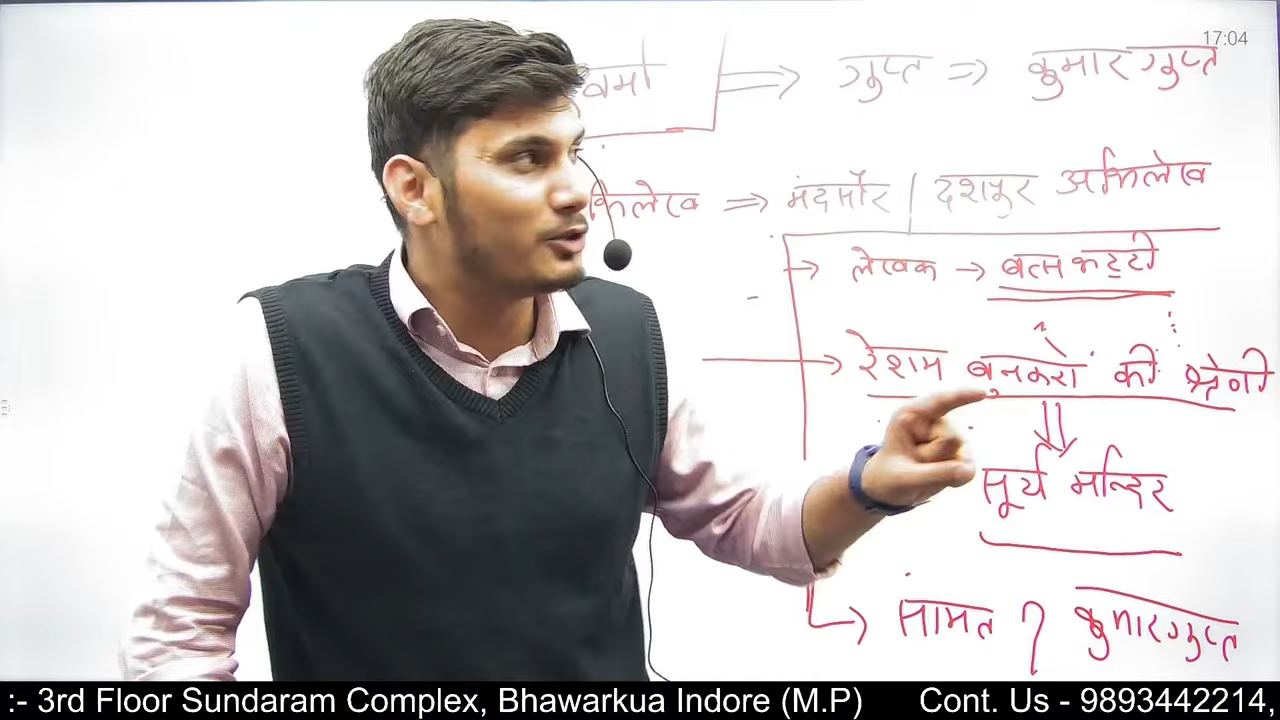 17:04
वर्मा ⇒ गुप्त ⇒ कुमारगुप्त
भिलेख ⇒ मंदसौर | दशपुर अभिलेख
→ लेखक → वत्सभट्टी
→ रेशम बुनकरों की श्रेणी
सूर्य मन्दिर
→ सामंत ? कुमारगुप्त
:- 3rd Floor Sundaram Complex, Bhawarkua Indore (M.P) Cont. Us - 9893442214,